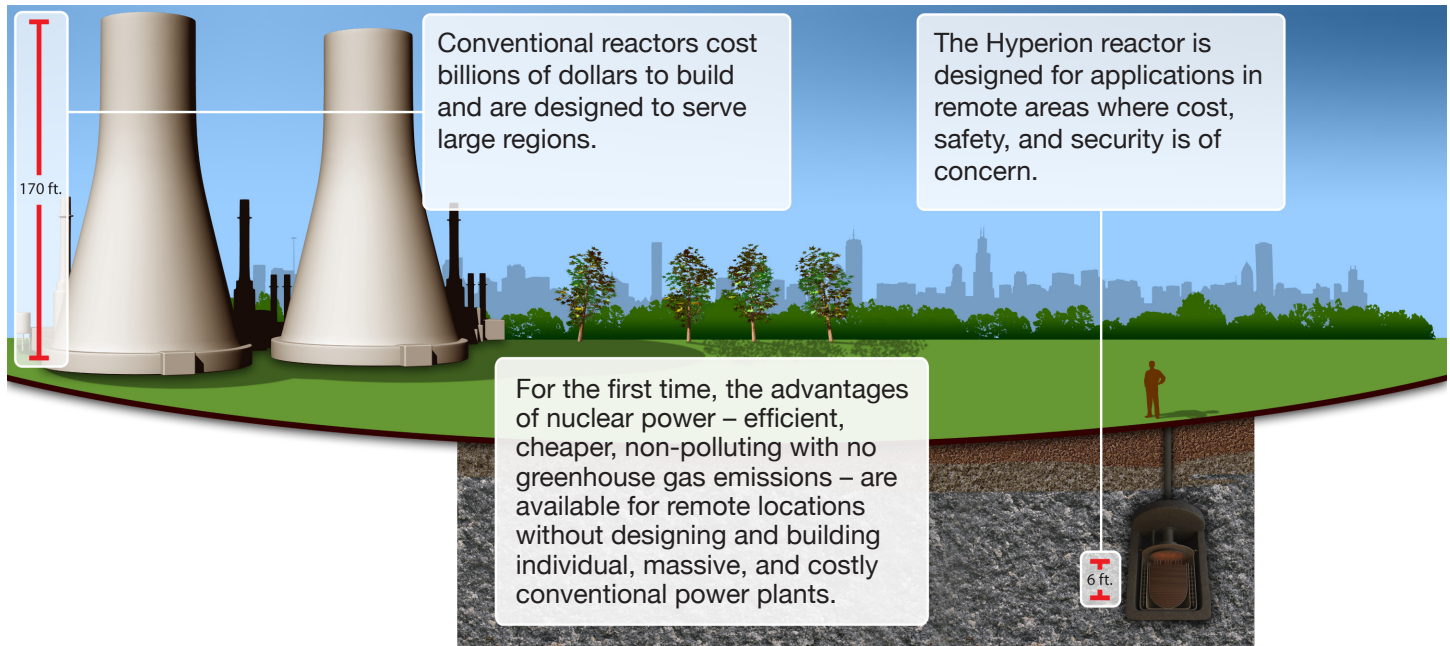 170 ft.
Conventional reactors cost
billions of dollars to build
and are designed to serve
large regions.
The Hyperion reactor is
designed for applications in
remote areas where cost,
safety, and security is of
concern.
For the first time, the advantages
of nuclear power – efficient,
cheaper, non-polluting with no
greenhouse gas emissions – are
available for remote locations
without designing and building
individual, massive, and costly
conventional power plants.
6 ft.